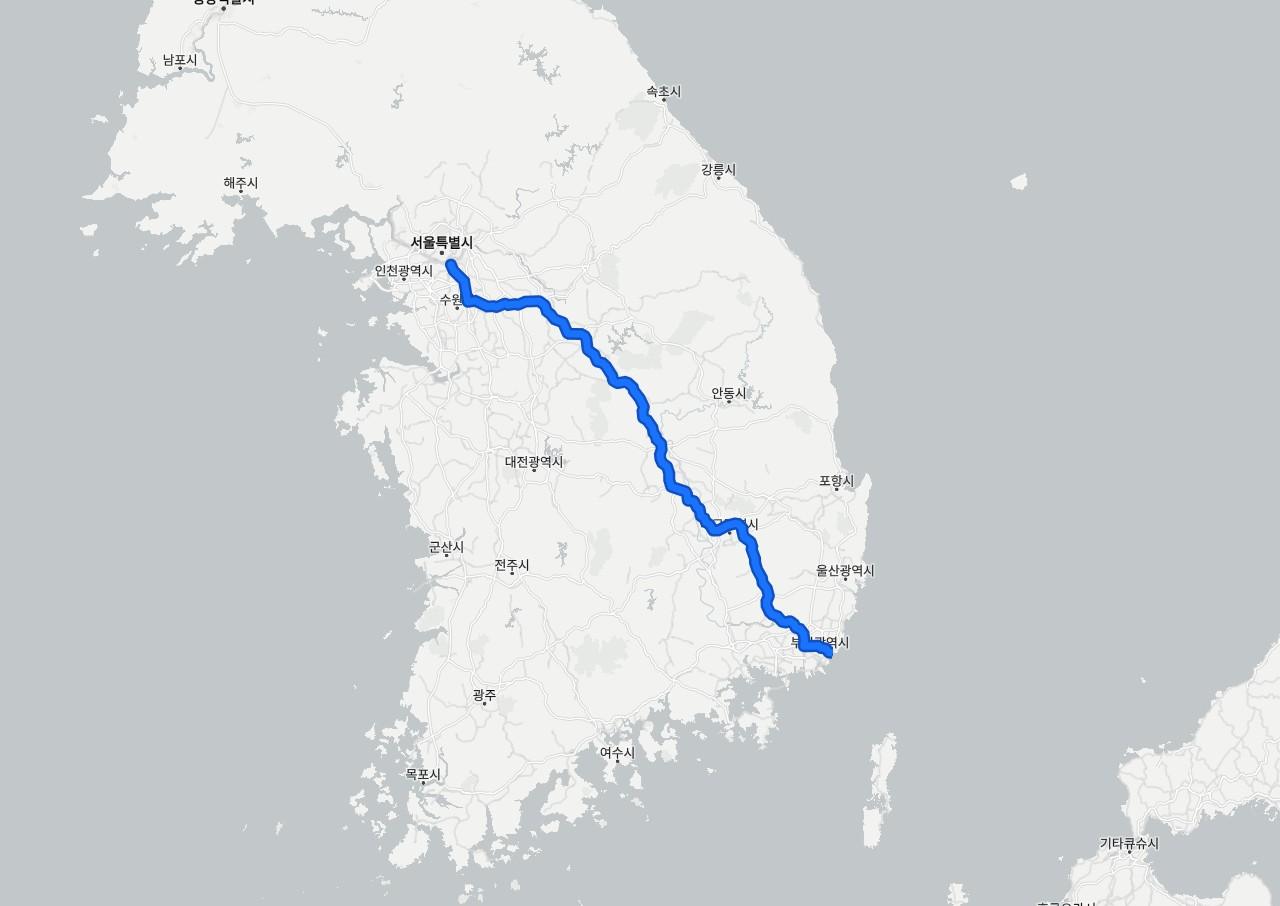 남포시
속초시
강릉시
해주시
서울특별시
인천광역시
안동시
대전광역시
포항시
군산시
전주시
울산광역시
광주
여수시
목포시
기타큐슈시